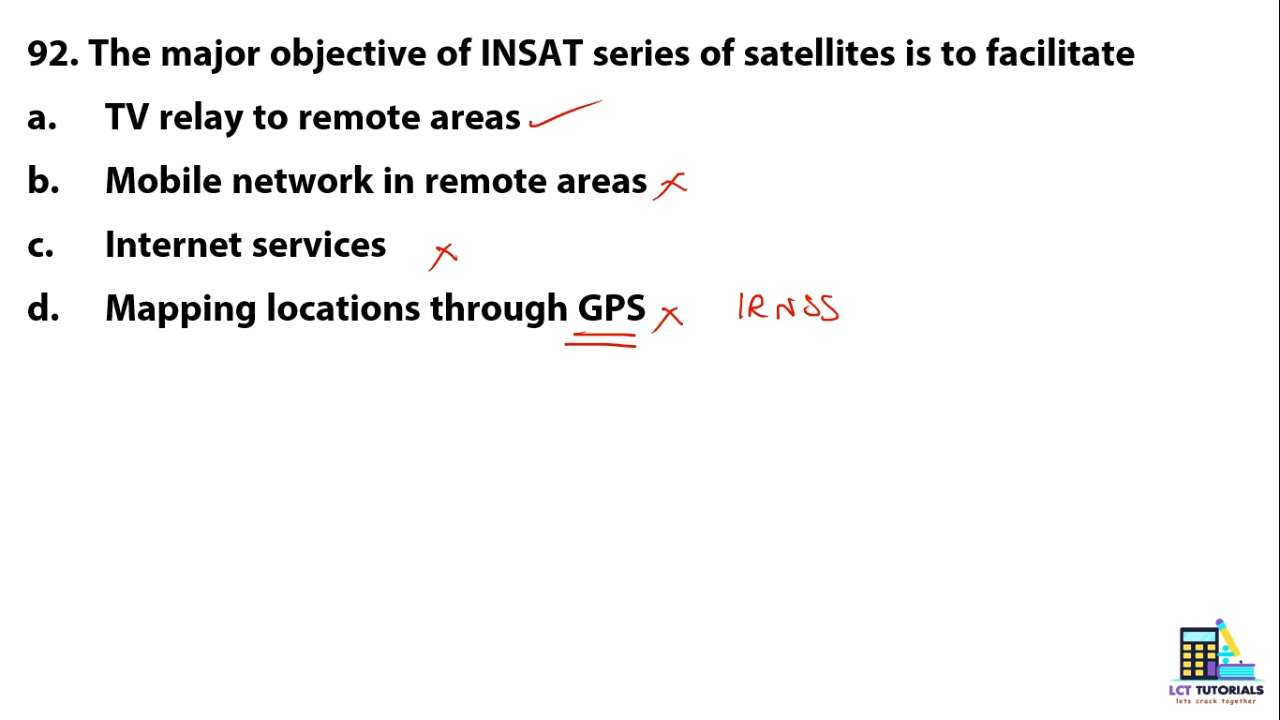 92. The major objective of INSAT series of satellites is to facilitate
a. TV relay to remote areas
b. Mobile network in remote areas
c. Internet services
d. Mapping locations through GPS IRNSS
LCT TUTORIALS
lets crack together